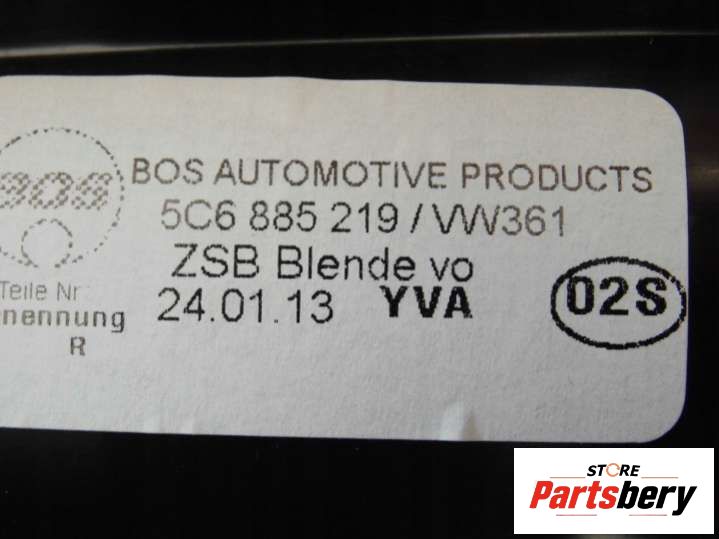 BOS AUTOMOTIVE PRODUCTS
BOS
5C6 885 219 / VW361
ZSB Blende vo
Teile Nr
24.01.13 YVA 02S
nennung
R
STORE
Partsbery